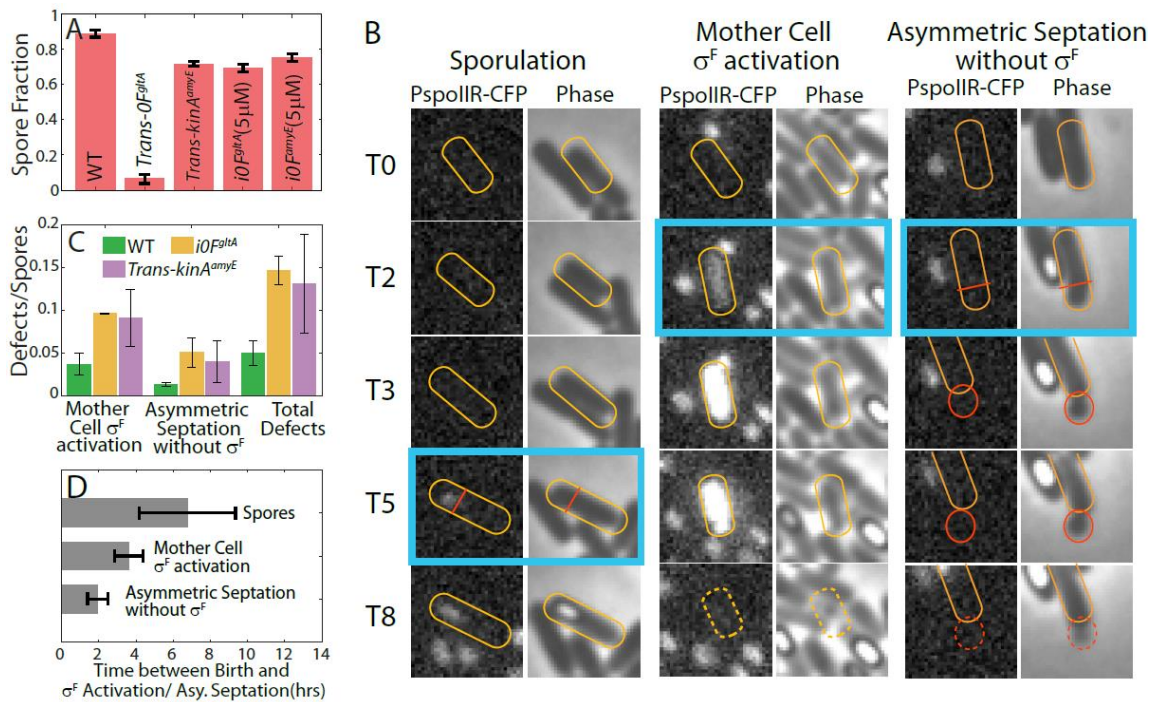 A
Spore Fraction
1
0.8
0.6
0.4
0.2
0
WT
Trans-0F^gltA
Trans-kinA^amyE
i0F^gltA(5μM)
i0F^amyE(5μM)
B
Sporulation
PspoIIR-CFP Phase
Mother Cell
σ^F activation
PspoIIR-CFP Phase
Asymmetric Septation
without σ^F
PspoIIR-CFP Phase
T0
T2
T3
T5
T8
C
Defects/Spores
0.2
0.15
0.1
0.05
0
WT i0F^gltA
Trans-kinA^amyE
Mother
Cell σ^F
activation
Asymmetric
Septation
without σ^F
Total
Defects
D
Spores
Mother Cell
σ^F activation
Asymmetric Septation
without σ^F
0 2 4 6 8 10 12 14
Time between Birth and
σ^F Activation/ Asy. Septation(hrs)